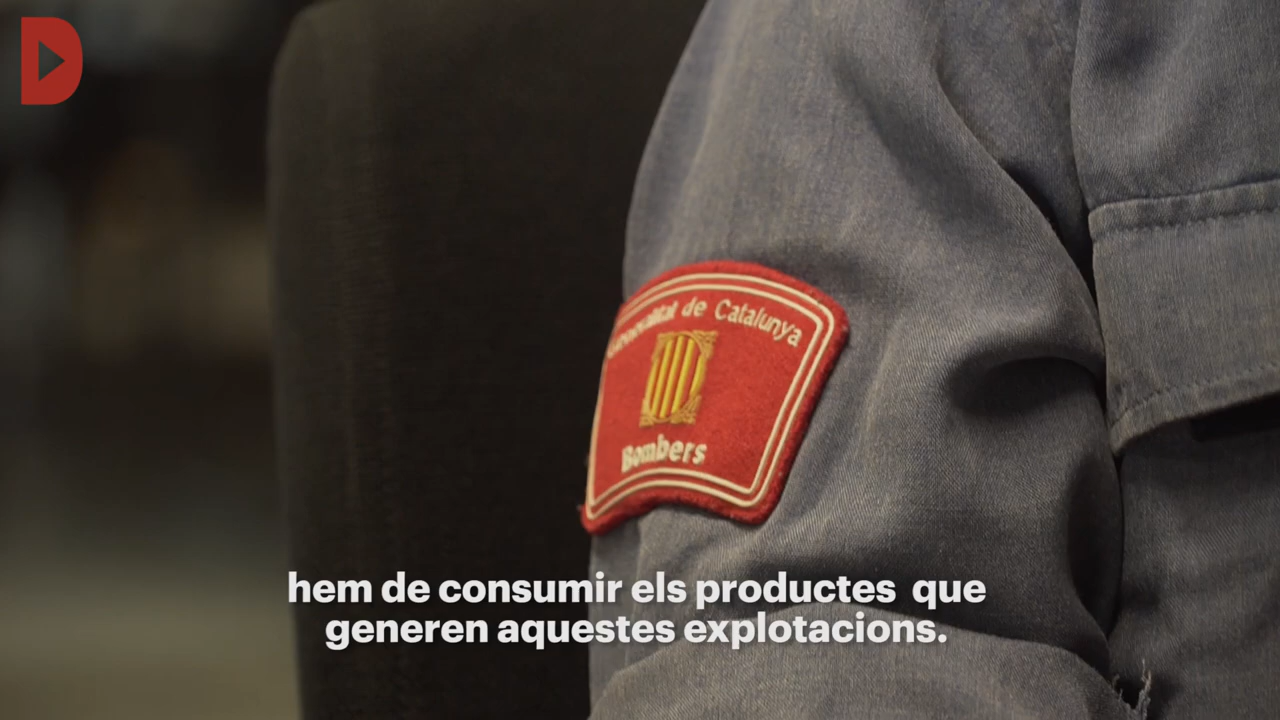 Generalitat de Catalunya
Bombers
hem de consumir els productes que
generen aquestes explotacions.